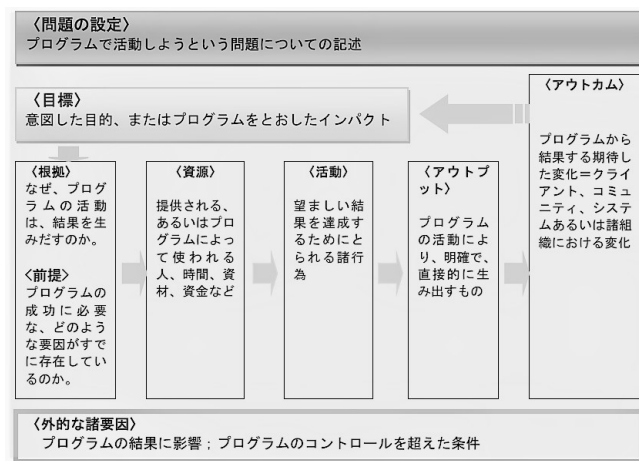 〈問題の設定〉
プログラムで活動しようという問題についての記述
〈目標〉
意図した目的、またはプログラムをとおしたインパクト
〈根拠〉
なぜ、プログ
ラムの活動
は、結果を生
みだすのか。
〈前提〉
プログラムの
成功に必要
な、どのよう
な要因がすで
に存在してい
るのか。
〈資源〉
提供される、
あるいはプロ
グラムによっ
て使われる
人、時間、資
材、資金など
〈活動〉
望ましい結
果を達成す
るためにと
られる諸行
為
〈アウトプ
ット〉
プログラム
の活動によ
り、明確で、
直接的に生
み出すもの
〈アウトカム〉
プログラムから
結果する期待し
た変化＝クライ
アント、コミュ
ニティ、システ
ムあるいは諸組
織における変化
〈外的な諸要因〉
プログラムの結果に影響；プログラムのコントロールを超えた条件